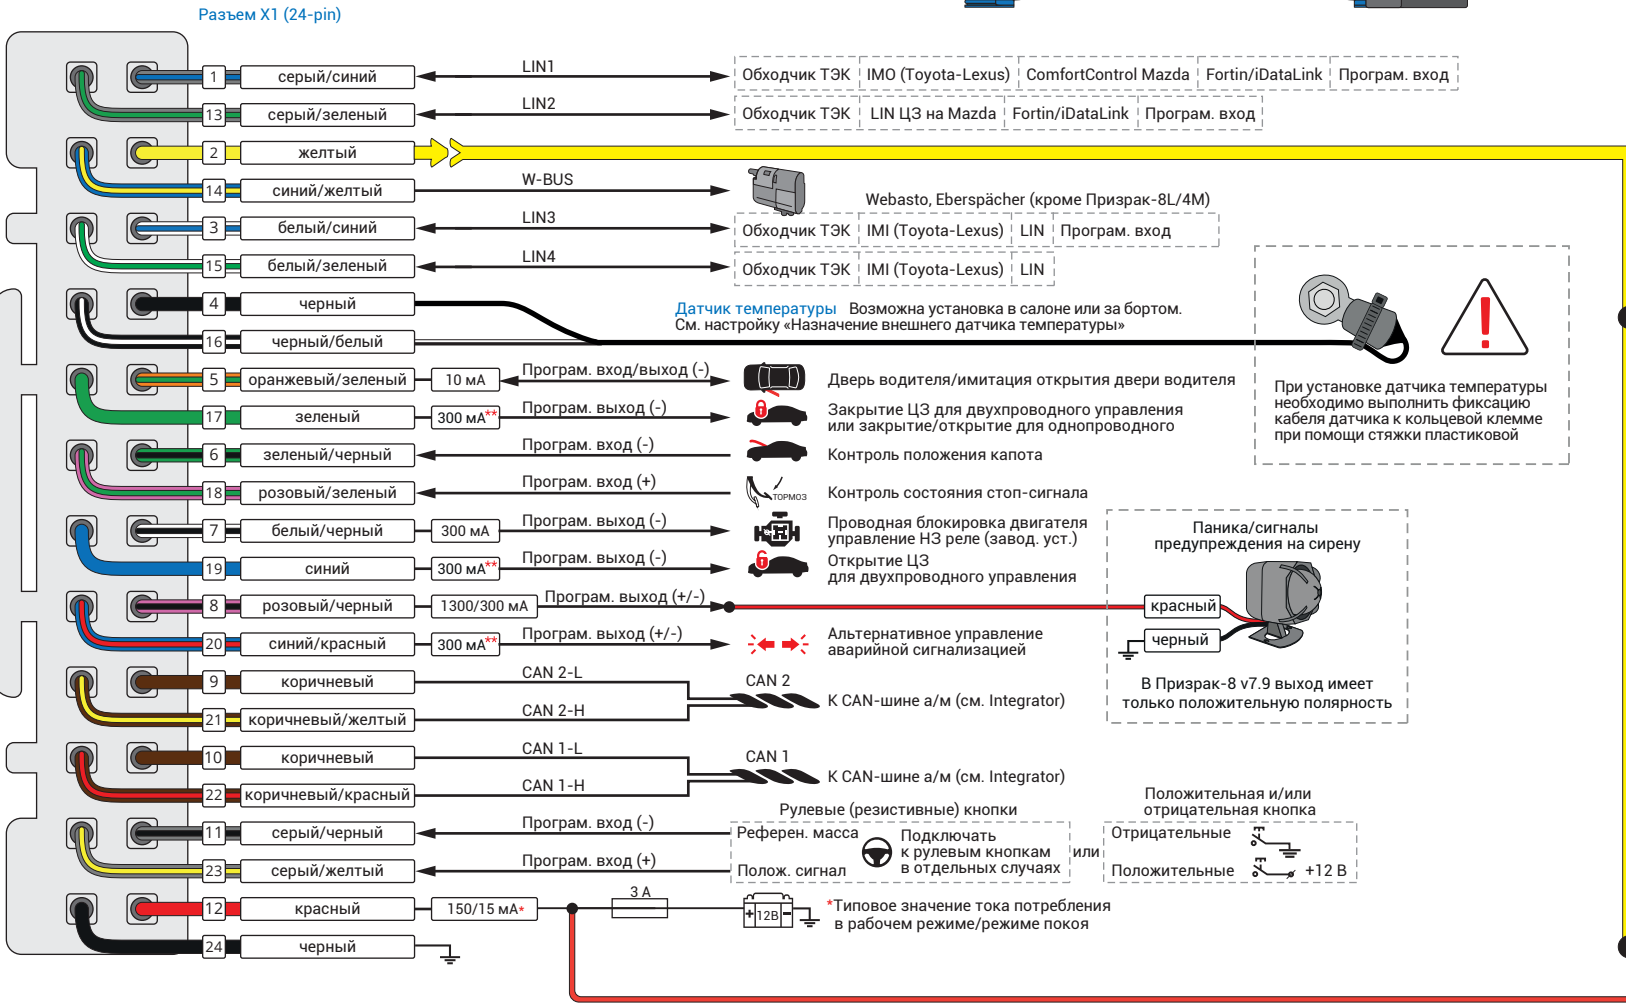 Разъем X1 (24-pin)
1 серый/синий LIN1 Обходчик ТЭК IMO (Toyota-Lexus) ComfortControl Mazda Fortin/iDataLink Програм. вход
13 серый/зеленый LIN2 Обходчик ТЭК LIN ЦЗ на Mazda Fortin/iDataLink Програм. вход
2 желтый
14 синий/желтый W-BUS
Webasto, Eberspächer (кроме Призрак-8L/4M)
3 белый/синий LIN3 Обходчик ТЭК IMI (Toyota-Lexus) LIN Програм. вход
15 белый/зеленый LIN4 Обходчик ТЭК IMI (Toyota-Lexus) LIN
4 черный
Датчик температуры Возможна установка в салоне или за бортом.
См. настройку «Назначение внешнего датчика температуры»
16 черный/белый
При установке датчика температуры
необходимо выполнить фиксацию
кабеля датчика к кольцевой клемме
при помощи стяжки пластиковой
5 оранжевый/зеленый 10 мА Програм. вход/выход (-) Дверь водителя/имитация открытия двери водителя
17 зеленый 300 мА** Програм. выход (-) Закрытие ЦЗ для двухпроводного управления
или закрытие/открытие для однопроводного
6 зеленый/черный Програм. вход (-) Контроль положения капота
18 розовый/зеленый Програм. вход (+) ТОРМОЗ Контроль состояния стоп-сигнала
7 белый/черный 300 мА Програм. выход (-) Проводная блокировка двигателя
управление НЗ реле (завод. уст.)
19 синий 300 мА** Програм. выход (-) Открытие ЦЗ
для двухпроводного управления
8 розовый/черный 1300/300 мА Програм. выход (+/-)
Паника/сигналы
предупреждения на сирену
красный
черный
В Призрак-8 v7.9 выход имеет
только положительную полярность
20 синий/красный 300 мА** Програм. выход (+/-) Альтернативное управление
аварийной сигнализацией
9 коричневый CAN 2-L
CAN 2 К CAN-шине а/м (см. Integrator)
21 коричневый/желтый CAN 2-H
10 коричневый CAN 1-L
CAN 1 К CAN-шине а/м (см. Integrator)
22 коричневый/красный CAN 1-H
Рулевые (резистивные) кнопки
Положительная и/или
отрицательная кнопка
11 серый/черный Програм. вход (-) Референ. масса
Подключать
к рулевым кнопкам
в отдельных случаях
или
Отрицательные
23 серый/желтый Програм. вход (+) Полож. сигнал
Положительные +12 В
12 красный 150/15 мА* 3 А + 12В -
*Типовое значение тока потребления
в рабочем режиме/режиме покоя
24 черный